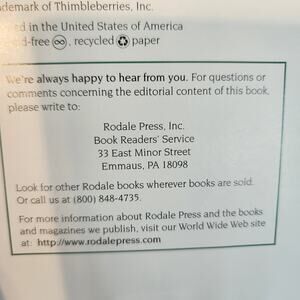 demark of Thimbleberries, Inc.
in the United States of America
d-free ♾, recycled ♻ paper
We're always happy to hear from you. For questions or
comments concerning the editorial content of this book,
please write to:
Rodale Press, Inc.
Book Readers' Service
33 East Minor Street
Emmaus, PA 18098
Look for other Rodale books wherever books are sold.
Or call us at (800) 848-4735.
For more information about Rodale Press and the books
and magazines we publish, visit our World Wide Web site
at: http://www.rodalepress.com